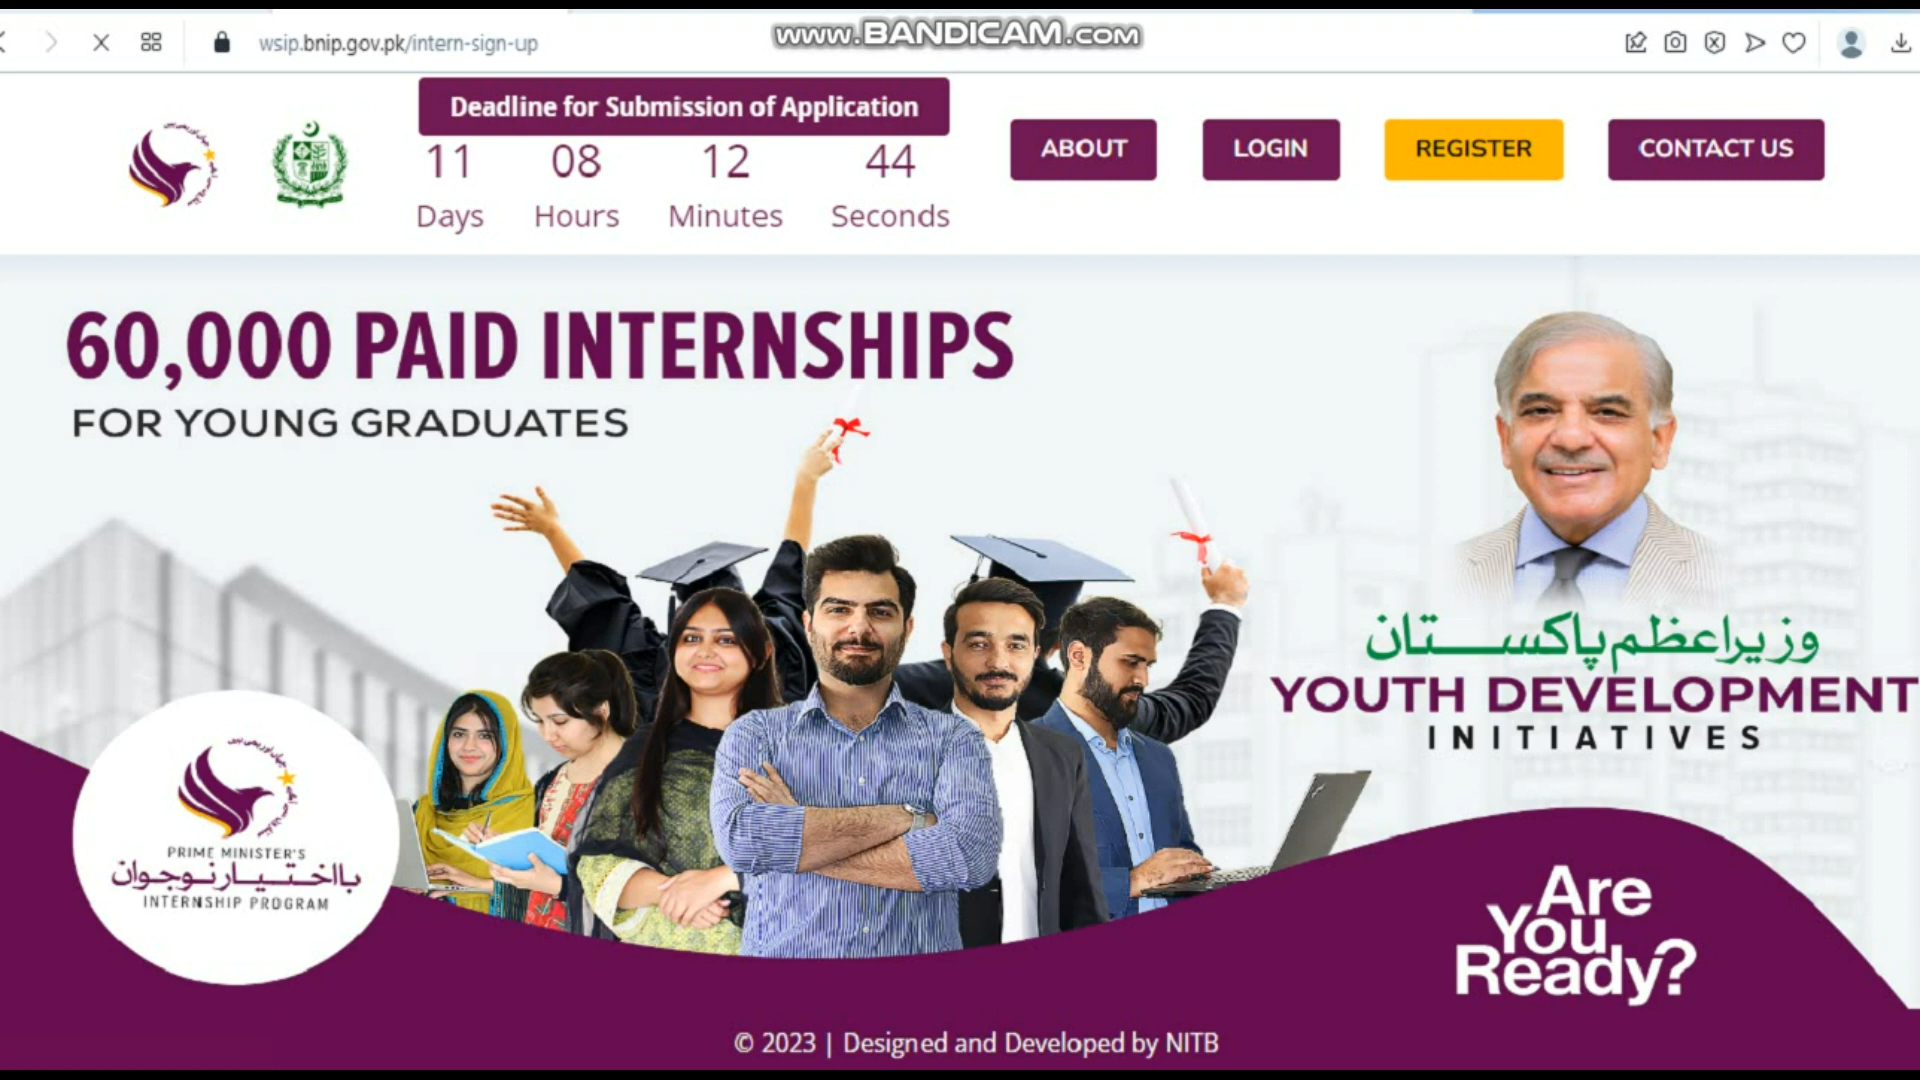 wsip.bnip.gov.pk/intern-sign-up
www.BANDICAM.com
Deadline for Submission of Application
11 08 12 44
Days Hours Minutes Seconds
ABOUT
LOGIN
REGISTER
CONTACT US
60,000 PAID INTERNSHIPS
FOR YOUNG GRADUATES
وزیراعظم پاکستان
YOUTH DEVELOPMENT
INITIATIVES
PRIME MINISTER'S
بااختیار نوجوان
INTERNSHIP PROGRAM
Are
You
Ready?
© 2023 | Designed and Developed by NITB